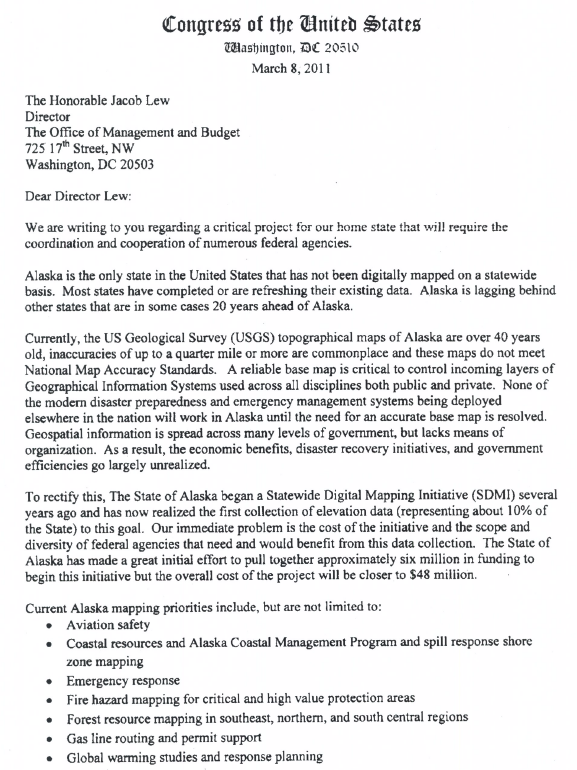 Congress of the United States
Washington, DC 20510
March 8, 2011
The Honorable Jacob Lew
Director
The Office of Management and Budget
725 17th Street, NW
Washington, DC 20503
Dear Director Lew:
We are writing to you regarding a critical project for our home state that will require the
coordination and cooperation of numerous federal agencies.
Alaska is the only state in the United States that has not been digitally mapped on a statewide
basis. Most states have completed or are refreshing their existing data. Alaska is lagging behind
other states that are in some cases 20 years ahead of Alaska.
Currently, the US Geological Survey (USGS) topographical maps of Alaska are over 40 years
old, inaccuracies of up to a quarter mile or more are commonplace and these maps do not meet
National Map Accuracy Standards. A reliable base map is critical to control incoming layers of
Geographical Information Systems used across all disciplines both public and private. None of
the modern disaster preparedness and emergency management systems being deployed
elsewhere in the nation will work in Alaska until the need for an accurate base map is resolved.
Geospatial information is spread across many levels of government, but lacks means of
organization. As a result, the economic benefits, disaster recovery initiatives, and government
efficiencies go largely unrealized.
To rectify this, The State of Alaska began a Statewide Digital Mapping Initiative (SDMI) several
years ago and has now realized the first collection of elevation data (representing about 10% of
the State) to this goal. Our immediate problem is the cost of the initiative and the scope and
diversity of federal agencies that need and would benefit from this data collection. The State of
Alaska has made a great initial effort to pull together approximately six million in funding to
begin this initiative but the overall cost of the project will be closer to $48 million.
Current Alaska mapping priorities include, but are not limited to:
• Aviation safety
• Coastal resources and Alaska Coastal Management Program and spill response shore
zone mapping
• Emergency response
• Fire hazard mapping for critical and high value protection areas
• Forest resource mapping in southeast, northern, and south central regions
• Gas line routing and permit support
• Global warming studies and response planning